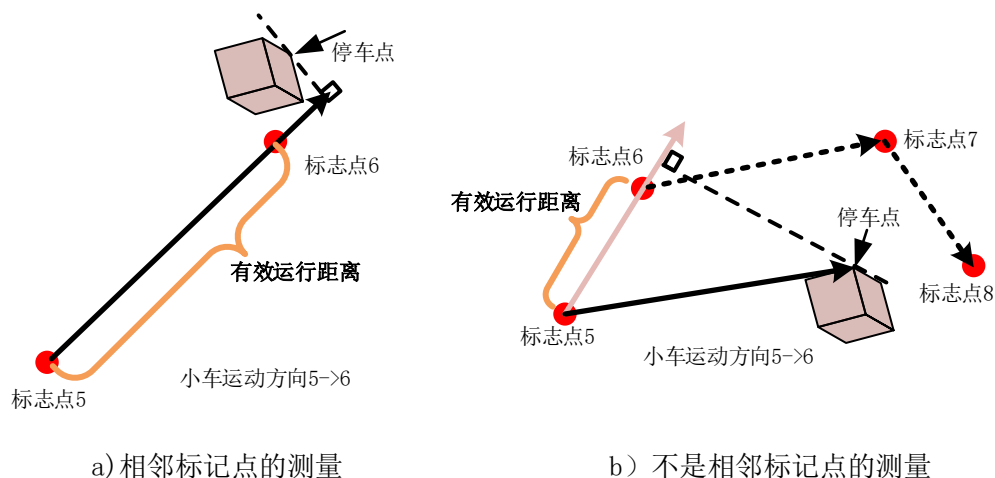 停车点
标志点6
有效运行距离
标志点5
小车运动方向5->6
a)相邻标记点的测量
标志点7
标志点6
有效运行距离
停车点
标志点8
标志点5
小车运动方向5->6
b）不是相邻标记点的测量